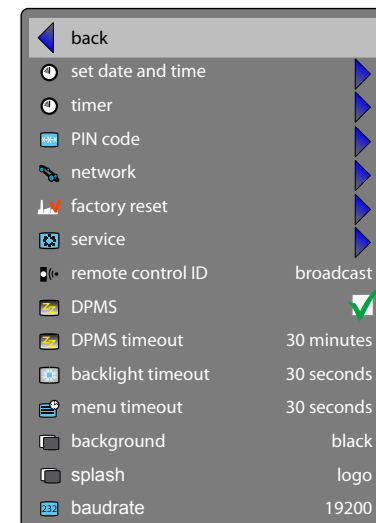 back
set date and time
timer
PIN code
network
factory reset
service
remote control ID broadcast
DPMS
DPMS timeout 30 minutes
backlight timeout 30 seconds
menu timeout 30 seconds
background black
splash logo
232 baudrate 19200